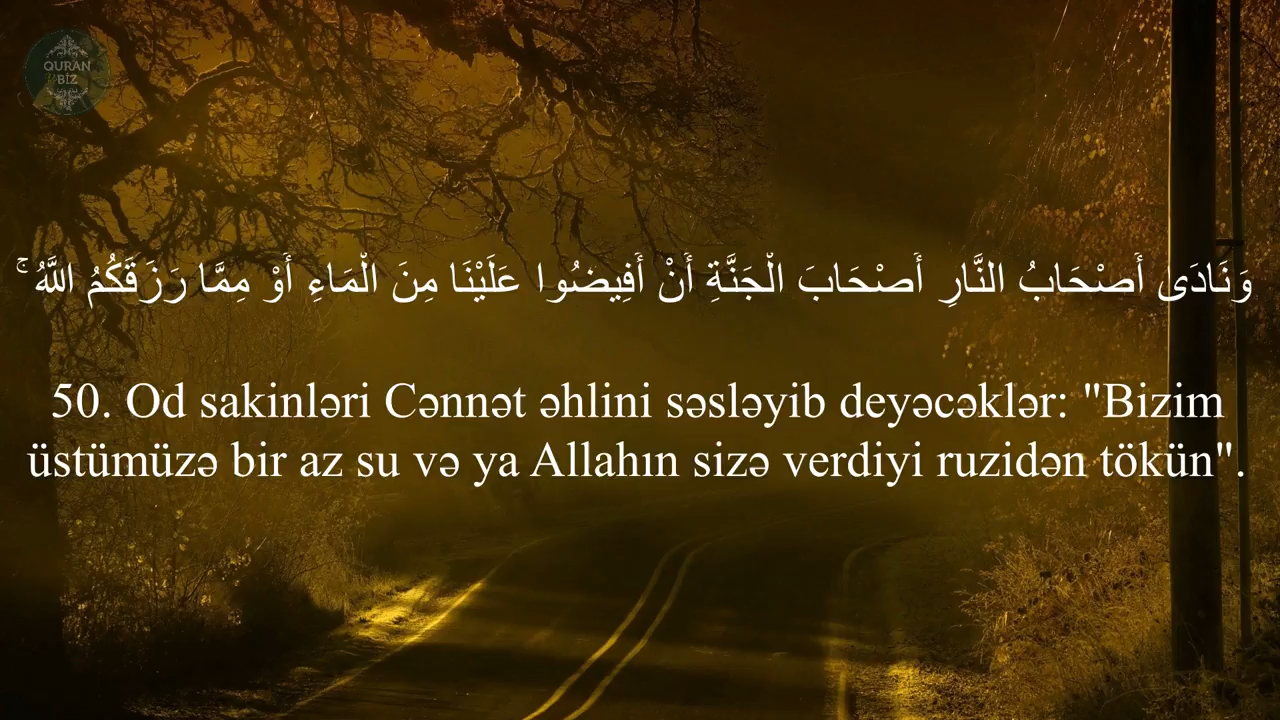 QURAN
BİZ
وَنَادَى أَصْحَابُ النَّارِ أَصْحَابَ الْجَنَّةِ أَنْ أَفِيضُوا عَلَيْنَا مِنَ الْمَاءِ أَوْ مِمَّا رَزَقَكُمُ اللَّهُ ۚ
50. Od sakinləri Cənnət əhlini səsləyib deyəcəklər: "Bizim
üstümüzə bir az su və ya Allahın sizə verdiyi ruzidən tökün".